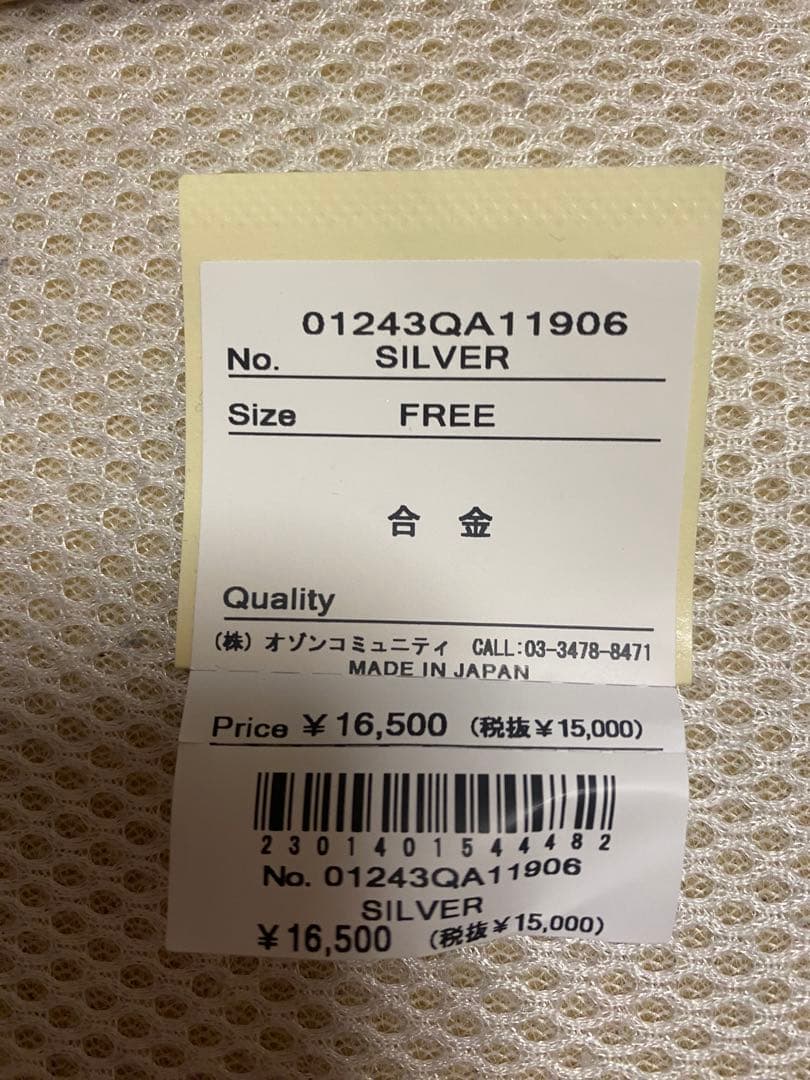 01243QA11906
No. SILVER
Size FREE
合 金
Quality
(株) オゾンコミュニティ CALL:03-3478-8471
MADE IN JAPAN
Price ¥16,500 (税抜¥15,000)
2301401544482
No. 01243QA11906
SILVER
¥16,500 (税抜¥15,000)